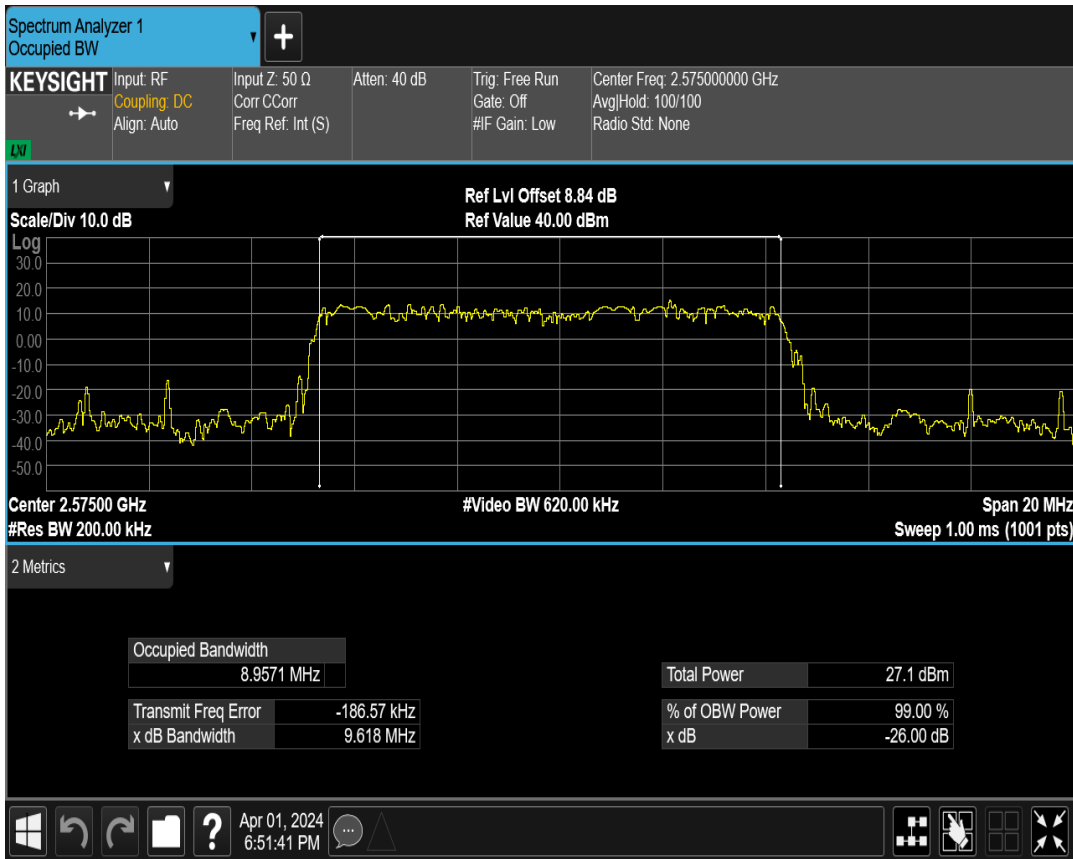 Spectrum Analyzer 1
Occupied BW
KEYSIGHT
LXI
Input: RF
Coupling: DC
Align: Auto
Input Z: 50 Ω
Corr CCorr
Freq Ref: Int (S)
Atten: 40 dB
Trig: Free Run
Gate: Off
#IF Gain: Low
Center Freq: 2.575000000 GHz
Avg|Hold: 100/100
Radio Std: None
1 Graph
Scale/Div 10.0 dB
Ref Lvl Offset 8.84 dB
Ref Value 40.00 dBm
Log
30.0
20.0
10.0
0.00
-10.0
-20.0
-30.0
-40.0
-50.0
Center 2.57500 GHz
#Res BW 200.00 kHz
#Video BW 620.00 kHz
Span 20 MHz
Sweep 1.00 ms (1001 pts)
2 Metrics
Occupied Bandwidth
8.9571 MHz
Total Power 27.1 dBm
Transmit Freq Error -186.57 kHz
% of OBW Power 99.00 %
x dB Bandwidth 9.618 MHz
x dB -26.00 dB
Apr 01, 2024
6:51:41 PM